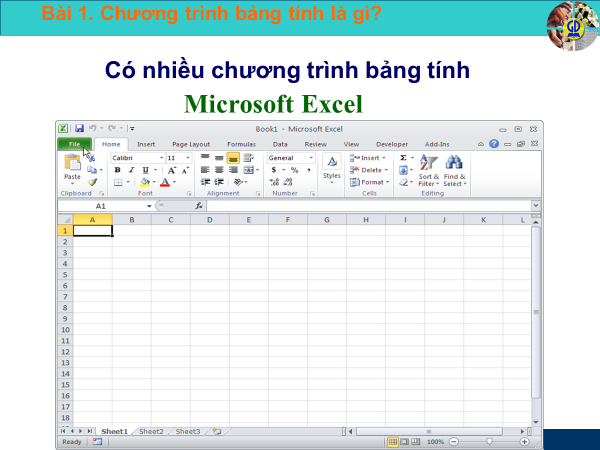 Bài 1. Chương trình bảng tính là gì?
Có nhiều chương trình bảng tính
Microsoft Excel
Book1 - Microsoft Excel
File Home Insert Page Layout Formulas Data Review View Developer Add-Ins
Calibri 11 General Insert Σ
Paste B I U A A $ % , Styles Delete Sort & Find &
Format Filter Select
Clipboard Font Alignment Number Cells Editing
A1 fx
A B C D E F G H I J K L
1
2
3
4
5
6
7
8
9
10
11
12
13
14
15
16
17
18
Sheet1 Sheet2 Sheet3
Ready 100%